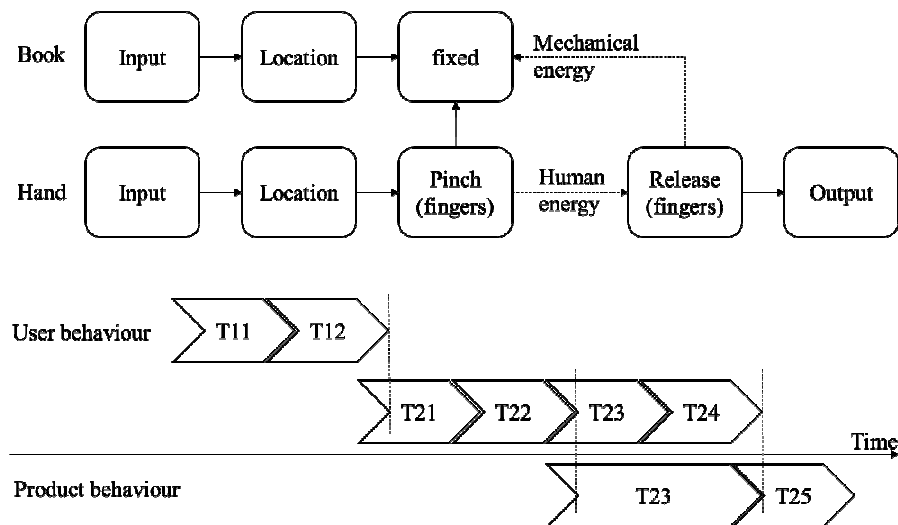 Book
Input
Location
fixed
Mechanical
energy
Hand
Input
Location
Pinch
(fingers)
Human
energy
Release
(fingers)
Output
User behaviour
T11
T12
T21
T22
T23
T24
Time
Product behaviour
T23
T25